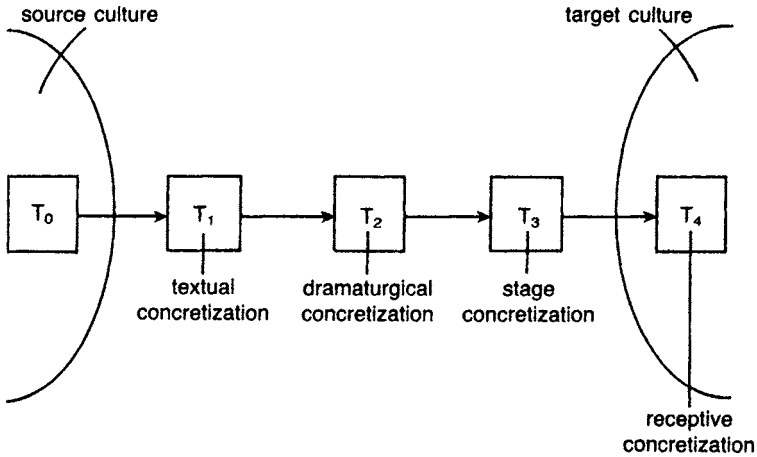 source culture
target culture
T₀
T₁
T₂
T₃
T₄
textual
concretization
dramaturgical
concretization
stage
concretization
receptive
concretization